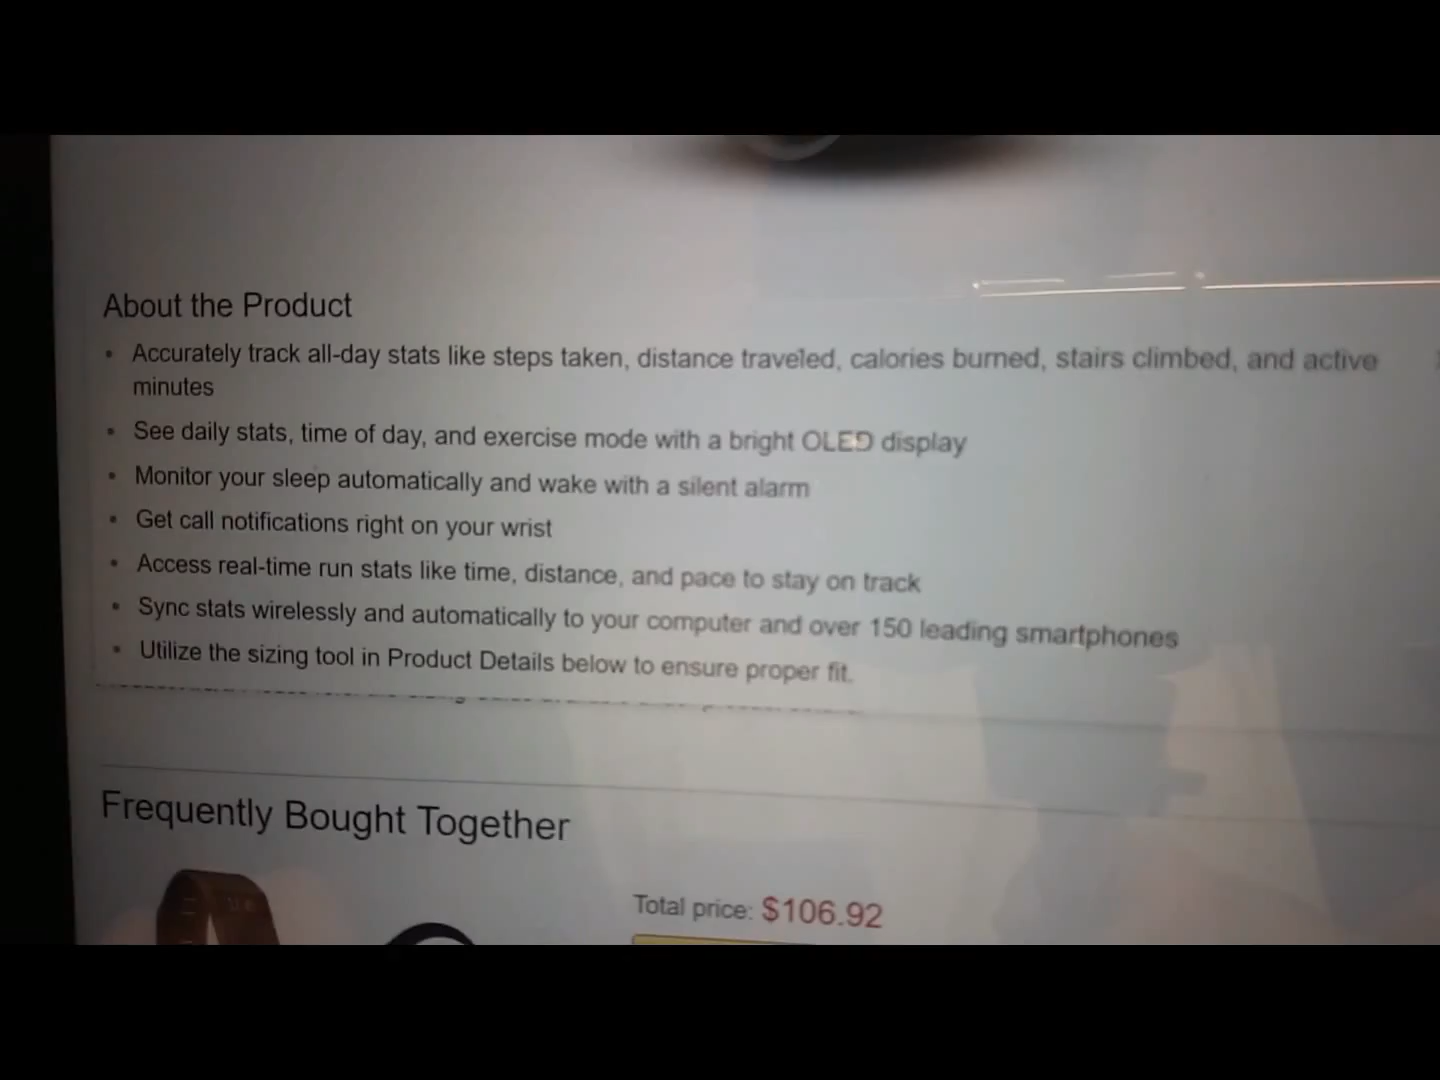 About the Product
• Accurately track all-day stats like steps taken, distance traveled, calories burned, stairs climbed, and active
minutes
• See daily stats, time of day, and exercise mode with a bright OLED display
• Monitor your sleep automatically and wake with a silent alarm
• Get call notifications right on your wrist
• Access real-time run stats like time, distance, and pace to stay on track
• Sync stats wirelessly and automatically to your computer and over 150 leading smartphones
• Utilize the sizing tool in Product Details below to ensure proper fit.
Frequently Bought Together
Total price: $106.92